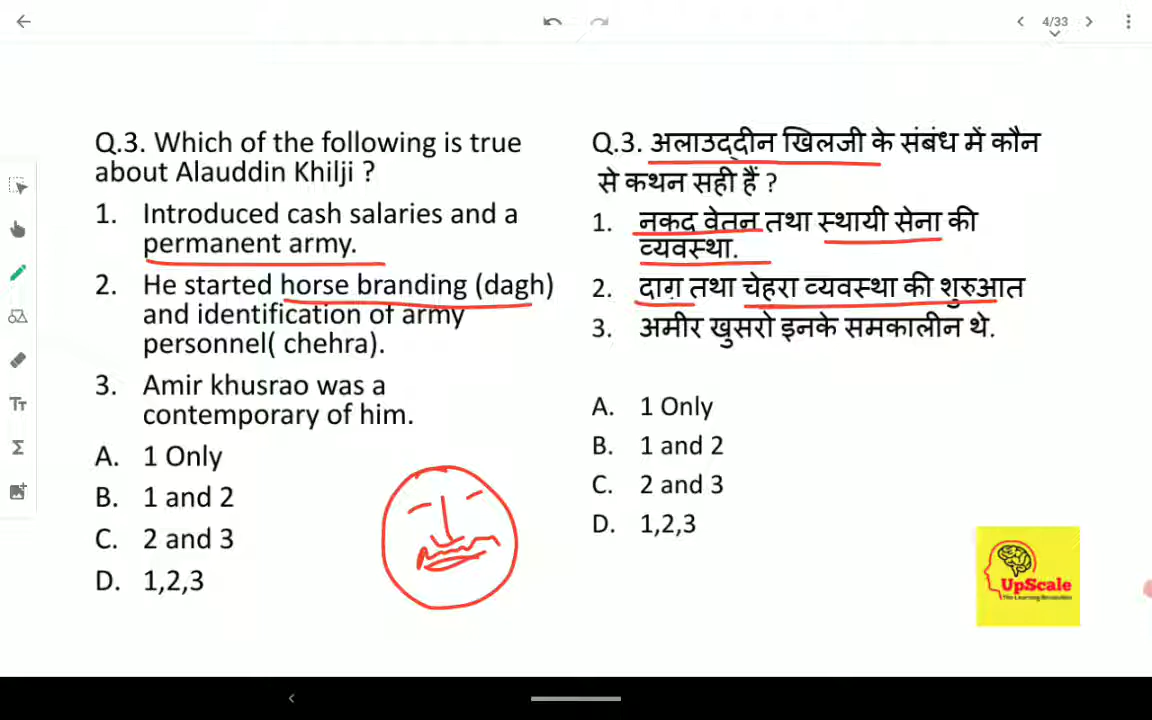 4/33
Q.3. Which of the following is true
about Alauddin Khilji ?
1. Introduced cash salaries and a
permanent army.
2. He started horse branding (dagh)
and identification of army
personnel( chehra).
3. Amir khusrao was a
contemporary of him.
A. 1 Only
B. 1 and 2
C. 2 and 3
D. 1,2,3
Q.3. अलाउद्दीन खिलजी के संबंध में कौन
से कथन सही हैं ?
1. नकद वेतन तथा स्थायी सेना की
व्यवस्था.
2. दाग़ तथा चेहरा व्यवस्था की शुरुआत
3. अमीर खुसरो इनके समकालीन थे.
A. 1 Only
B. 1 and 2
C. 2 and 3
D. 1,2,3
UpScale
The Learning Revolution
Tт
Σ